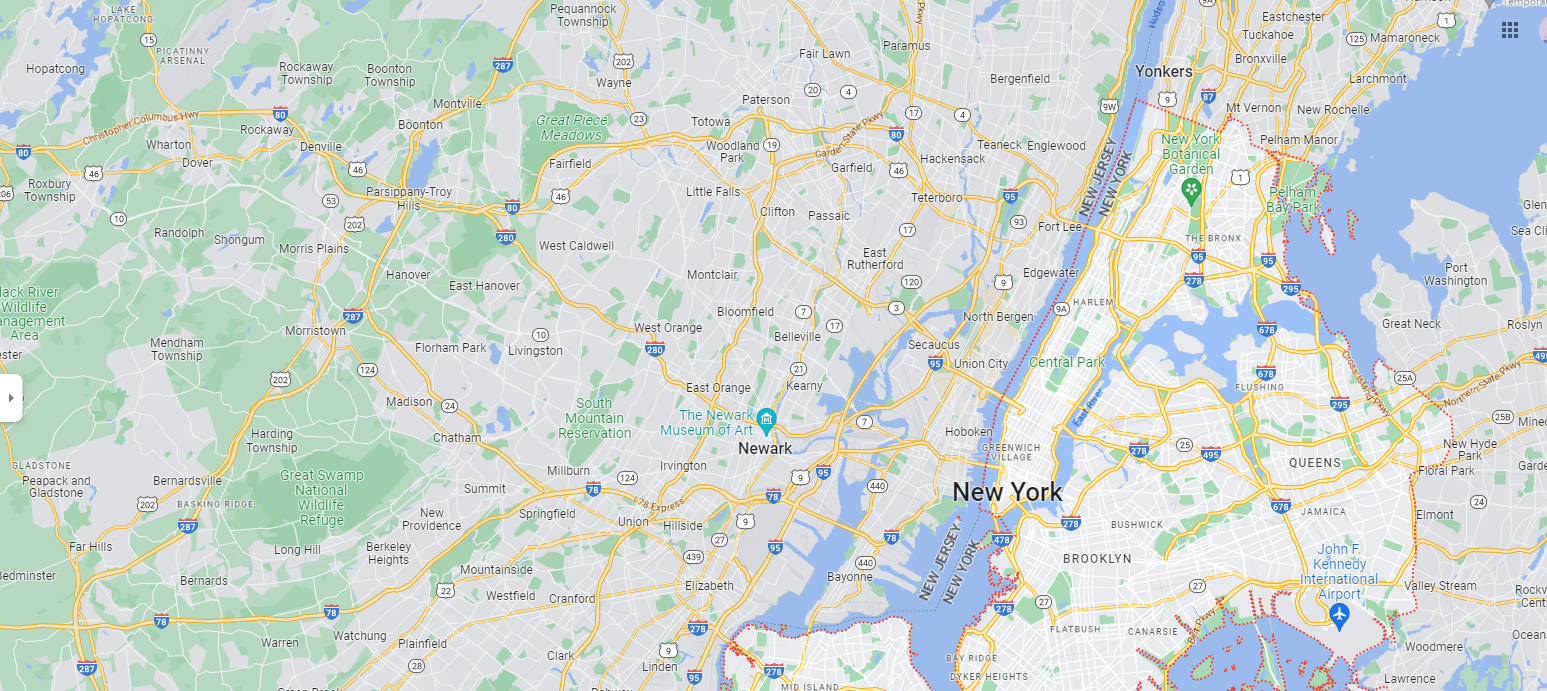 LAKE
HOPATCONG
Pequannock
Township
Pkwy
Hudson
9A
Eastchester
15
PICATINNY
ARSENAL
Hopatcong
Rockaway
Township
Boonton
Township
287
202
Wayne
Fair Lawn
Paramus
Bergenfield
Yonkers
Tuckahoe
125
Mamaroneck
1
Bronxville
Larchmont
Christopher Columbus Hwy
80
Rockaway
Montville
Boonton
Great Piece
Meadows
23
Paterson
20
4
Totowa
17
4
9W
9
87
Mt Vernon
New Rochelle
80
Wharton
Dover
Denville
46
Fairfield
Woodland
Park
19
Garden State Pkwy
80
Garfield
46
Hackensack
Teaneck
Englewood
NEW JERSEY
NEW YORK
New York
Botanical
Garden
Pelham Manor
1
Pelham
Bay Park
Roxbury
Township
46
10
53
202
Parsippany-Troy
Hills
80
280
46
Little Falls
Clifton
Passaic
Teterboro
95
93
17
Fort Lee
THE BRONX
95
95
278
295
Randolph
Shongum
Morris Plains
Hanover
East Hanover
West Caldwell
Montclair
East
Rutherford
120
9
Edgewater
Port
Washington
287
Morristown
Mendham
Township
Florham Park
10
Livingston
West Orange
280
Bloomfield
7
17
Belleville
3
North Bergen
9A
HARLEM
678
Great Neck
Roslyn
202
124
Secaucus
95
Union City
Central Park
678
FLUSHING
Cross Island Pkwy
25A
Northern State Pkwy
Madison
24
Chatham
South
Mountain
Reservation
East Orange
21
Kearny
The Newark
Museum of Art
Newark
7
Hoboken
East River
GREENWICH
VILLAGE
295
25B
Harding
Township
278
25
495
QUEENS
New Hyde
Park
Floral Park
GLADSTONE
Peapack and
Gladstone
Bernardsville
202
BASKING RIDGE
287
Great Swamp
National
Wildlife
Refuge
Summit
Millburn
124
78
Irvington
I-78 Express
78
9
95
440
New York
278
BUSHWICK
678
JAMAICA
24
Elmont
New
Providence
Springfield
Union
Hillside
9
27
95
78
478
NEW JERSEY
NEW YORK
BROOKLYN
Far Hills
Long Hill
Berkeley
Heights
439
440
Bayonne
John F.
Kennedy
International
Airport
Bernards
Mountainside
22
Westfield
Cranford
Elizabeth
278
27
27
Valley Stream
78
78
Warren
Watchung
Plainfield
278
FLATBUSH
CANARSIE
Belt Pkwy
Woodmere
287
28
Clark
9
Linden
95
278
MID ISLAND
BAY RIDGE
DYKER HEIGHTS
Lawrence